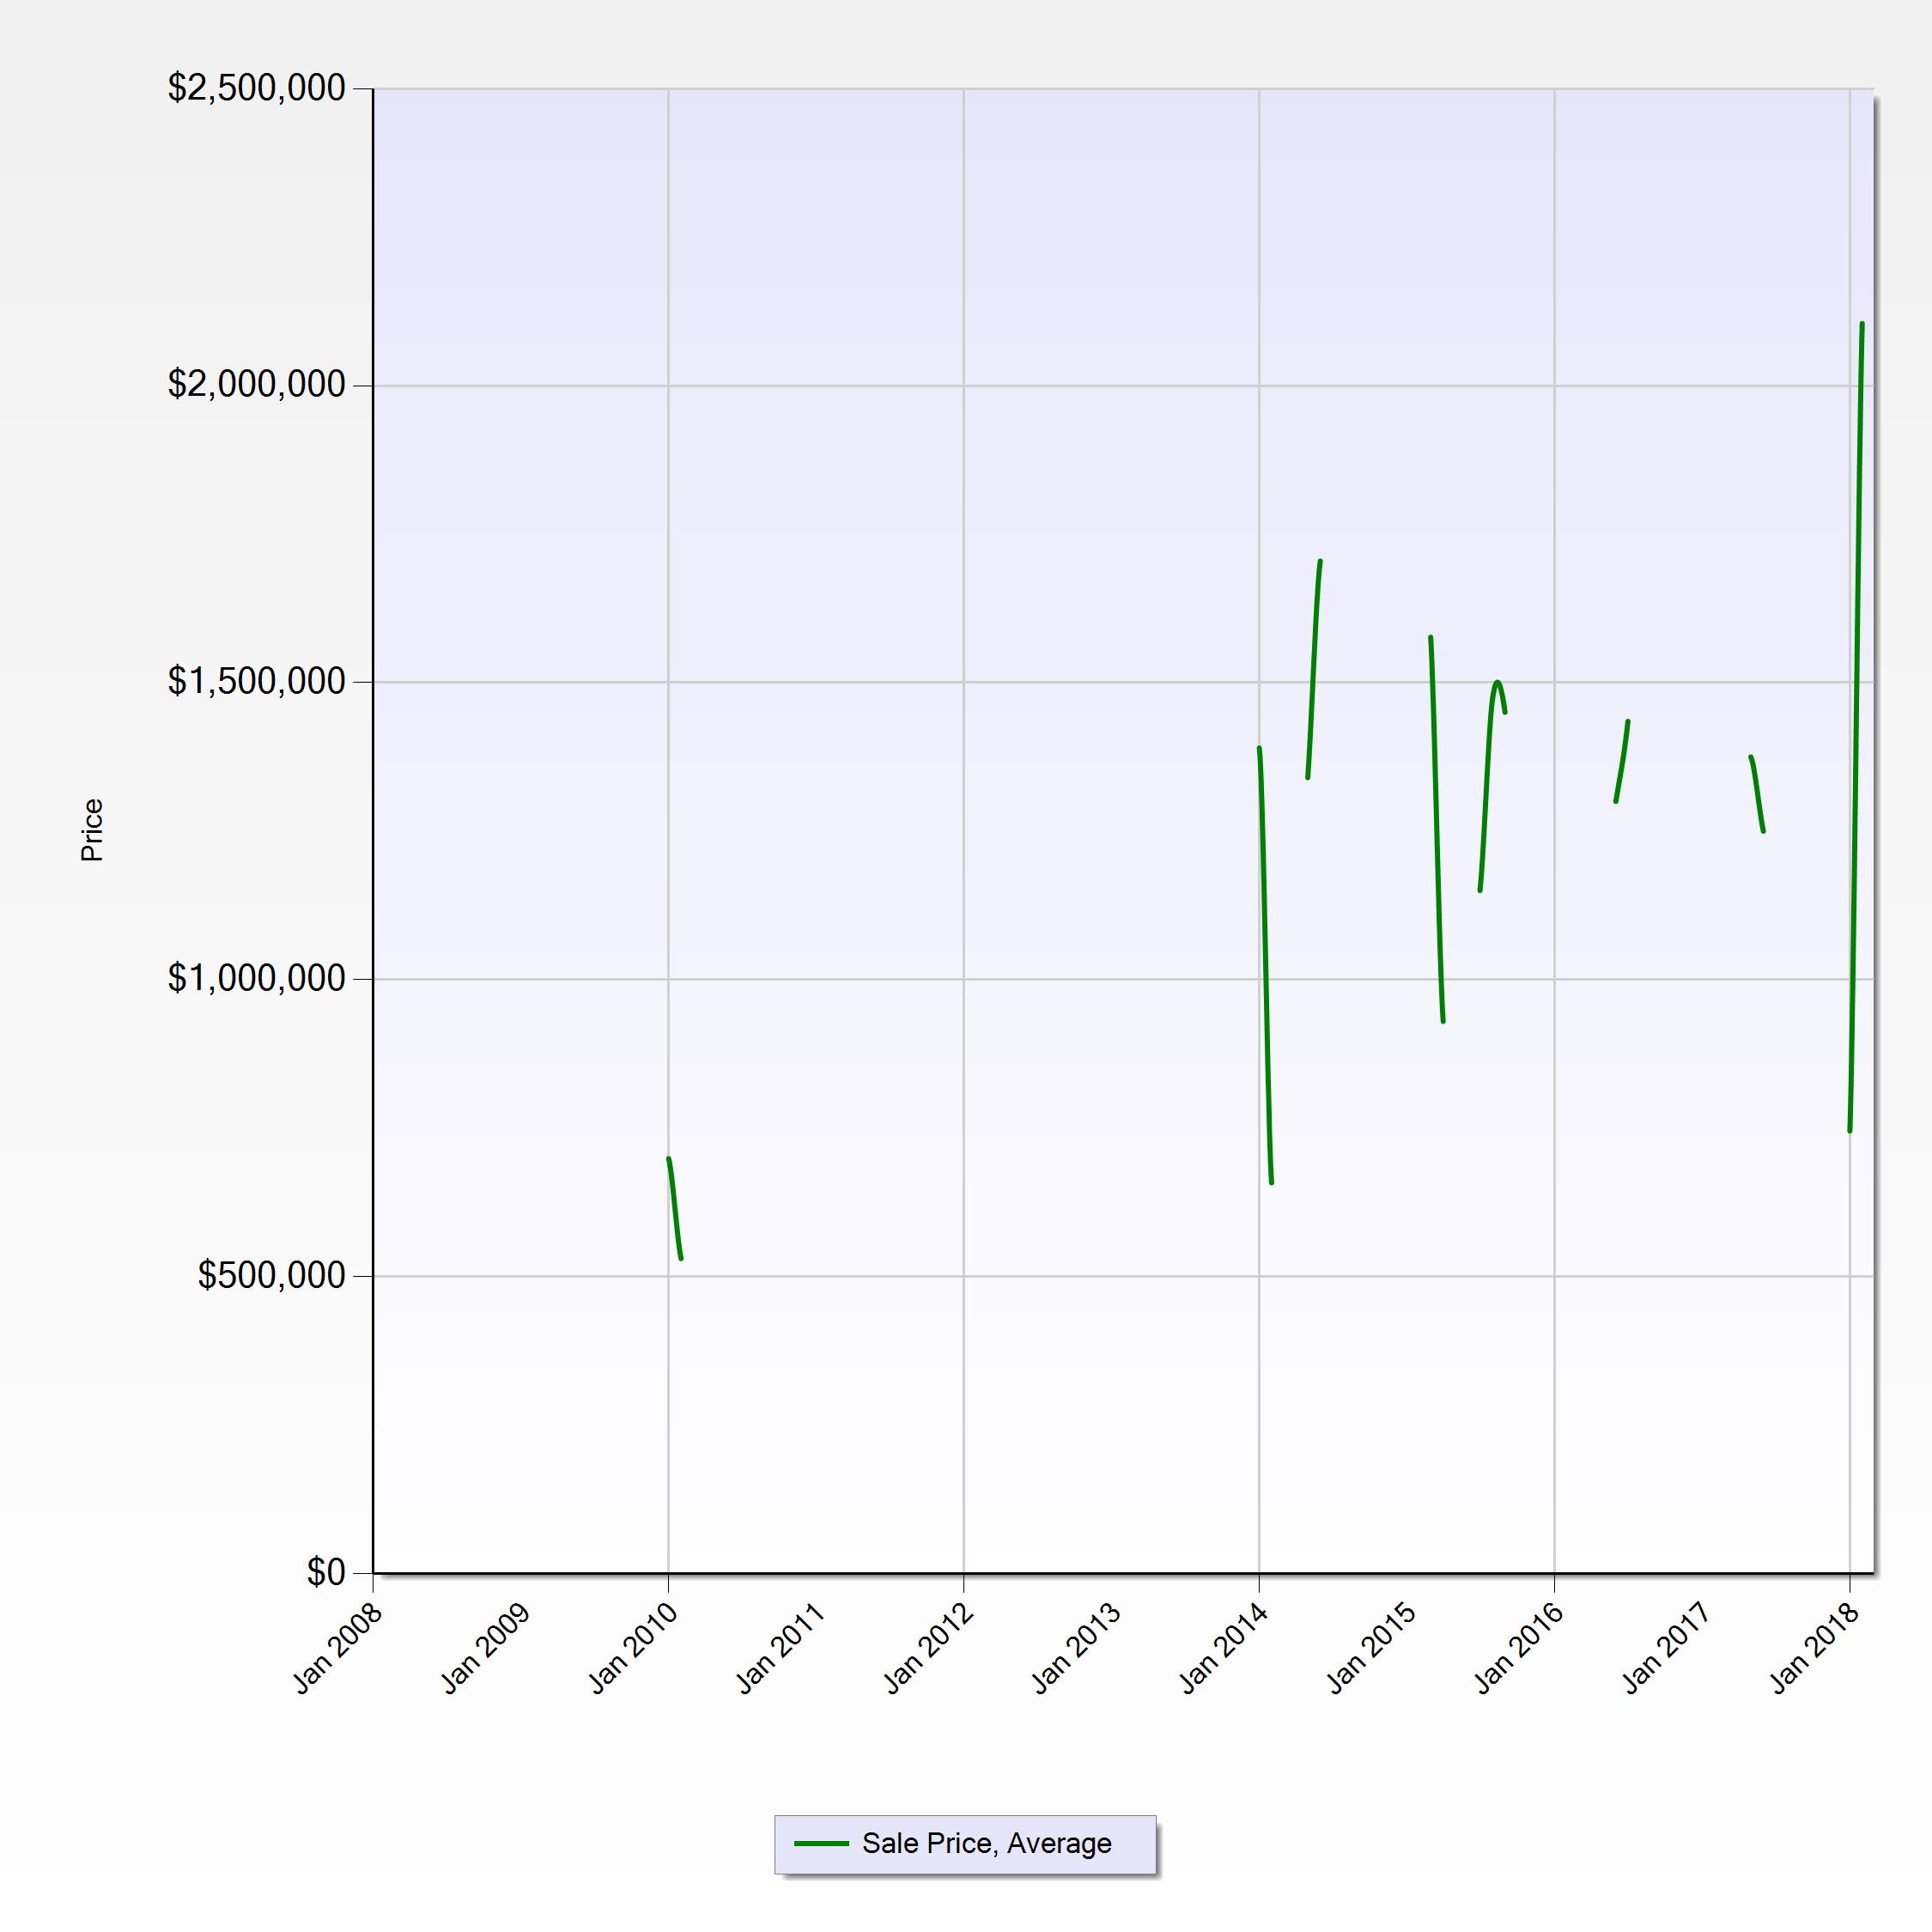 $2,500,000
$2,000,000
$1,500,000
$1,000,000
$500,000
$0
Price
Jan 2008
Jan 2009
Jan 2010
Jan 2011
Jan 2012
Jan 2013
Jan 2014
Jan 2015
Jan 2016
Jan 2017
Jan 2018
Sale Price, Average